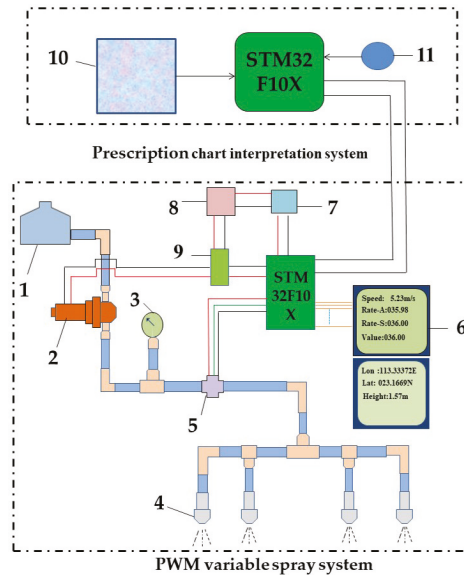 10
STM32
F10X
11
Prescription chart interpretation system
8
7
9
STM
32F10
X
1
2
3
Speed: 5.23m/s
Rate-A:035.98
Rate-S:036.00
Value:036.00
6
Lon :113.33372E
Lat: 023.1669N
Height:1.57m
5
4
PWM variable spray system